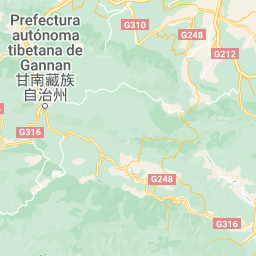 Prefectura
autónoma
tibetana de
Gannan
甘南藏族
自治州
G310
G248
G212
G316
G248
G316